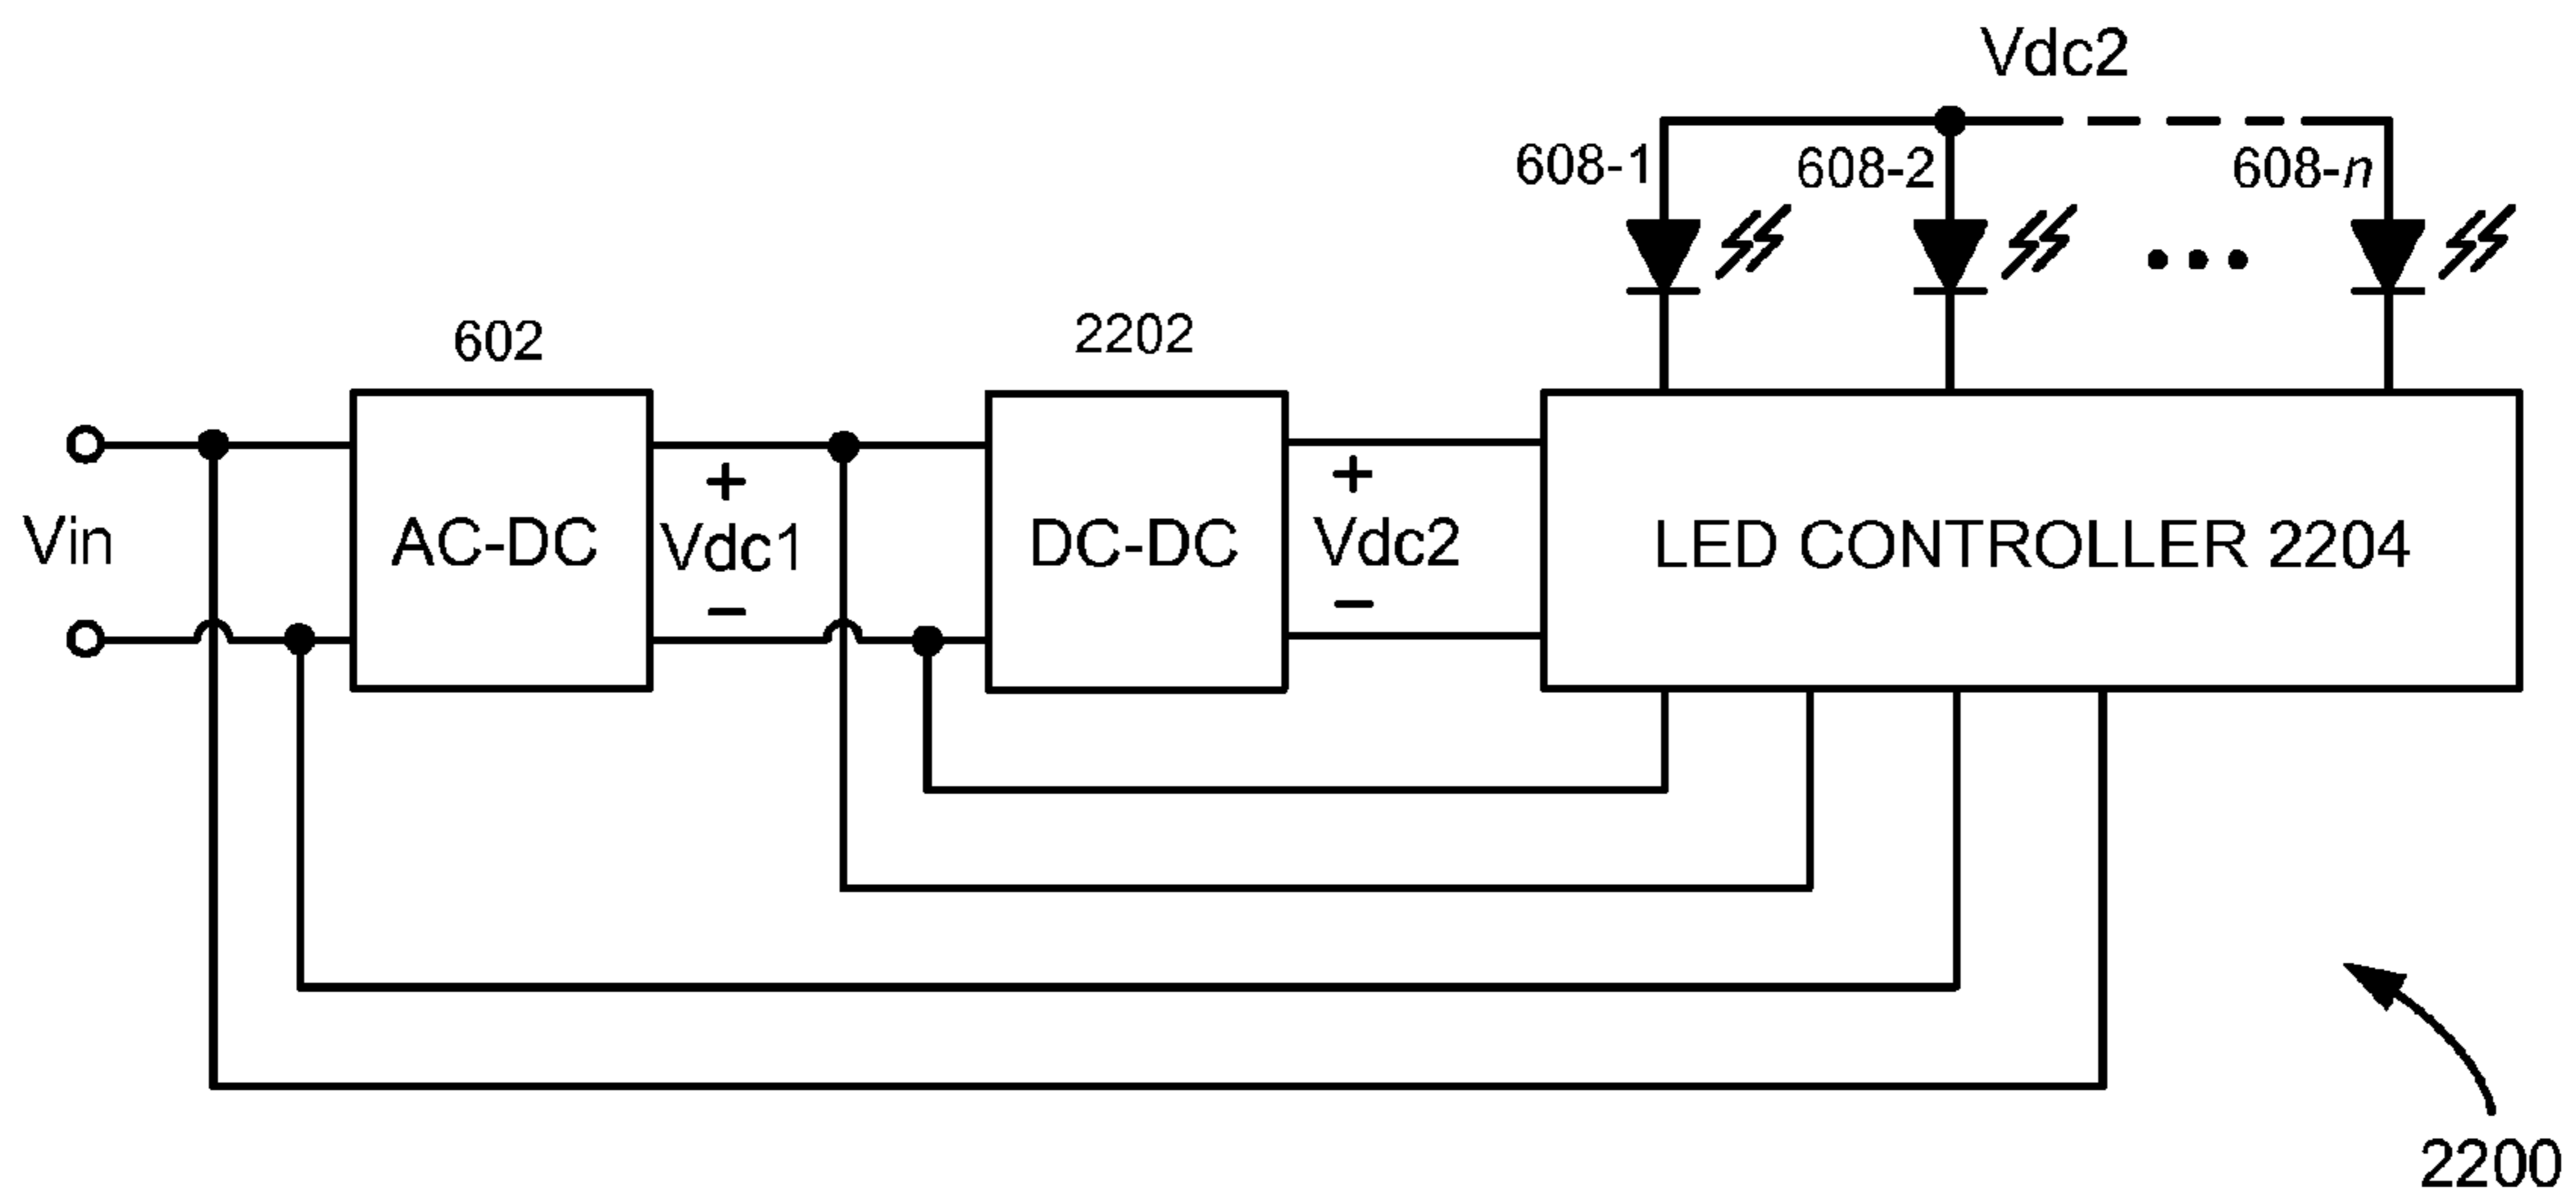 Vdc2
608-1
608-2
608-n
602
2202
Vin
AC-DC
+
Vdc1
−
DC-DC
+
Vdc2
−
LED CONTROLLER 2204
2200